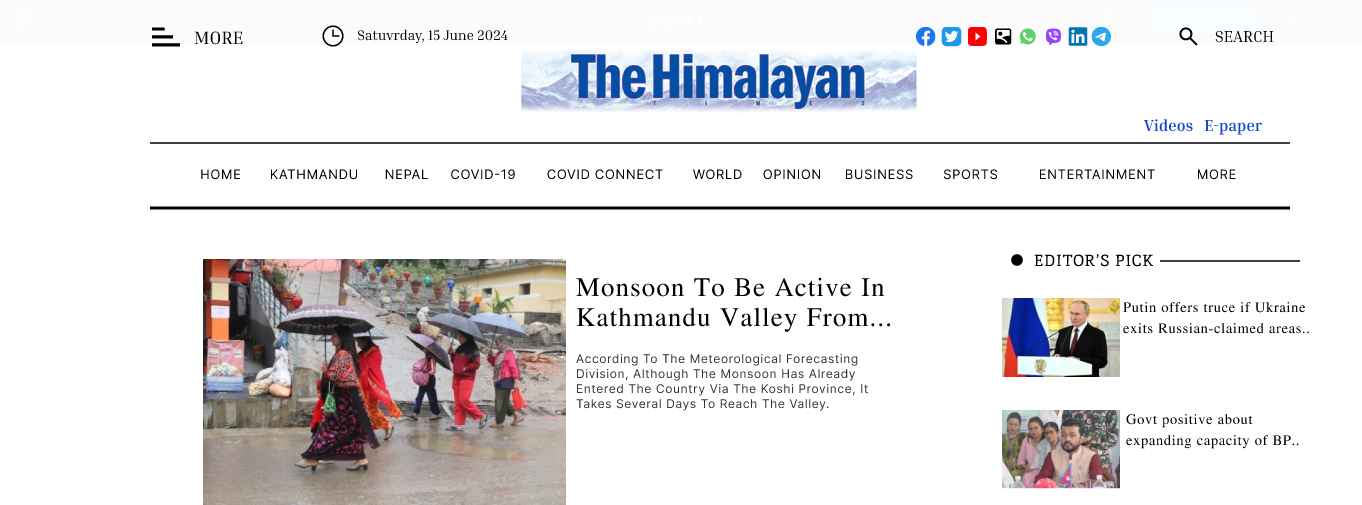 MORE
Satuvrday, 15 June 2024
SEARCH
The Himalayan
TIMES
Videos E-paper
HOME KATHMANDU NEPAL COVID-19 COVID CONNECT WORLD OPINION BUSINESS SPORTS ENTERTAINMENT MORE
Monsoon To Be Active In
Kathmandu Valley From...
According To The Meteorological Forecasting
Division, Although The Monsoon Has Already
Entered The Country Via The Koshi Province, It
Takes Several Days To Reach The Valley.
EDITOR'S PICK
Putin offers truce if Ukraine
exits Russian-claimed areas..
Govt positive about
expanding capacity of BP..